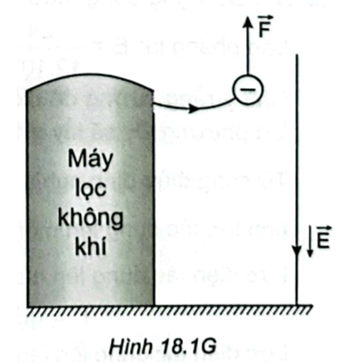 F
−
Máy
lọc
không
khí
E
Hình 18.1G